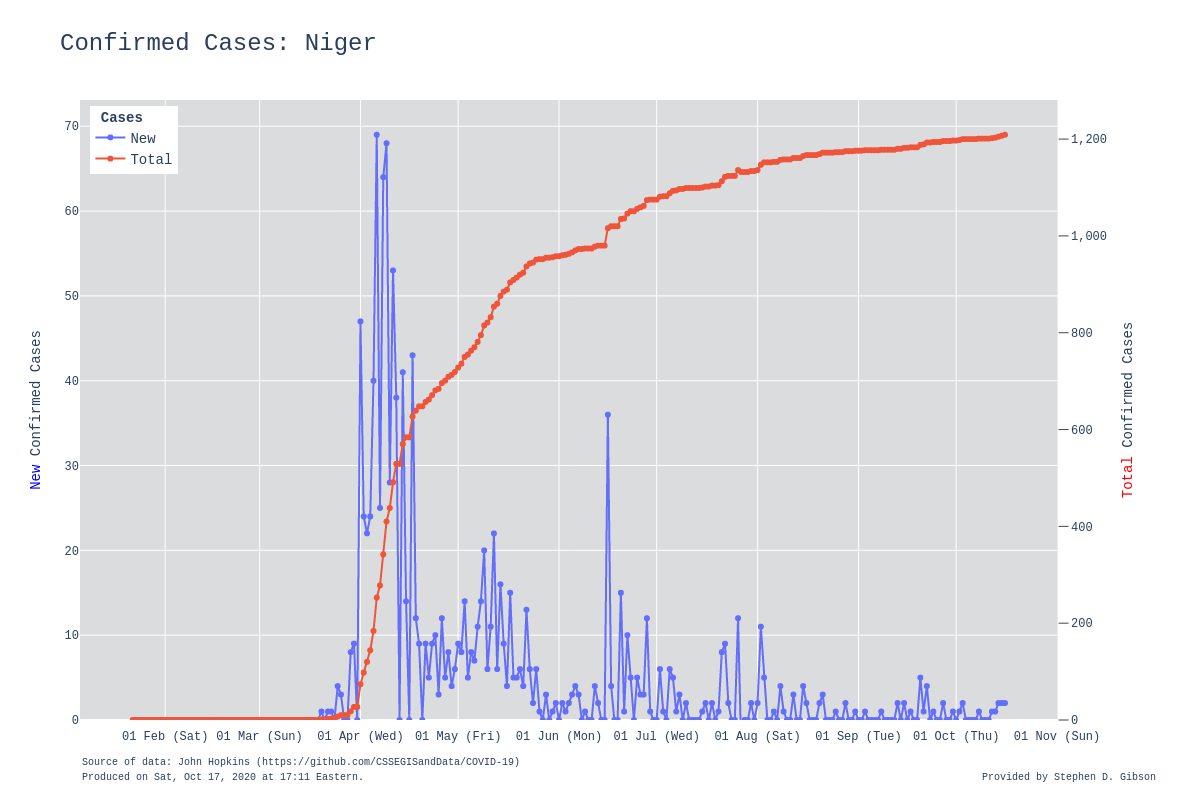 Confirmed Cases: Niger
Cases
New
Total
70
60
50
40
30
20
10
0
1,200
1,000
800
600
400
200
0
New Confirmed Cases
Total Confirmed Cases
01 Feb (Sat) 01 Mar (Sun) 01 Apr (Wed) 01 May (Fri) 01 Jun (Mon) 01 Jul (Wed) 01 Aug (Sat) 01 Sep (Tue) 01 Oct (Thu) 01 Nov (Sun)
Source of data: John Hopkins (https://github.com/CSSEGISandData/COVID-19)
Produced on Sat, Oct 17, 2020 at 17:11 Eastern.
Provided by Stephen D. Gibson